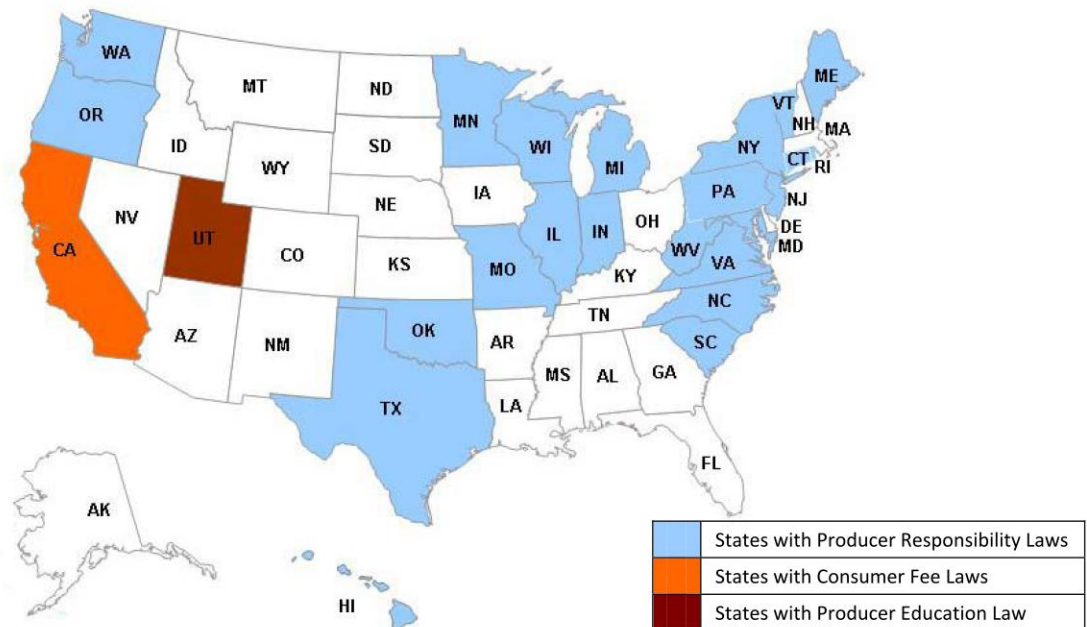 WA
MT
ND
ME
OR
MN
VT
NH
MA
ID
SD
WI
NY
WY
MI
CT
RI
IA
PA
NE
NJ
NV
OH
UT
IL
IN
DE
CA
CO
WV
MD
KS
MO
VA
KY
NC
TN
OK
AZ
NM
AR
SC
MS
AL
GA
TX
LA
FL
AK
HI
States with Producer Responsibility Laws
States with Consumer Fee Laws
States with Producer Education Law